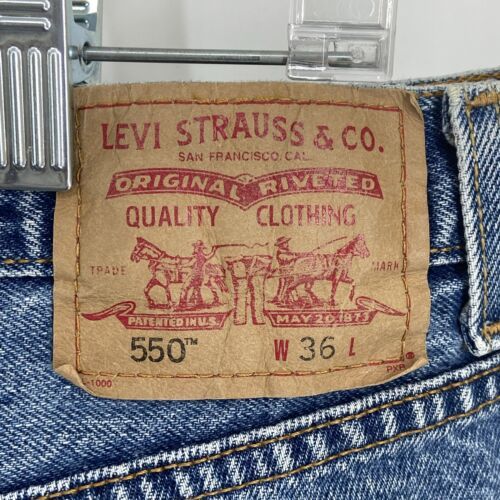 LEVI STRAUSS & CO.
SAN FRANCISCO, CAL.
ORIGINAL RIVETED
QUALITY CLOTHING
TRADE MARK
PATENTED IN U.S. MAY 20 1873
550™ W 36 L
®
-1000